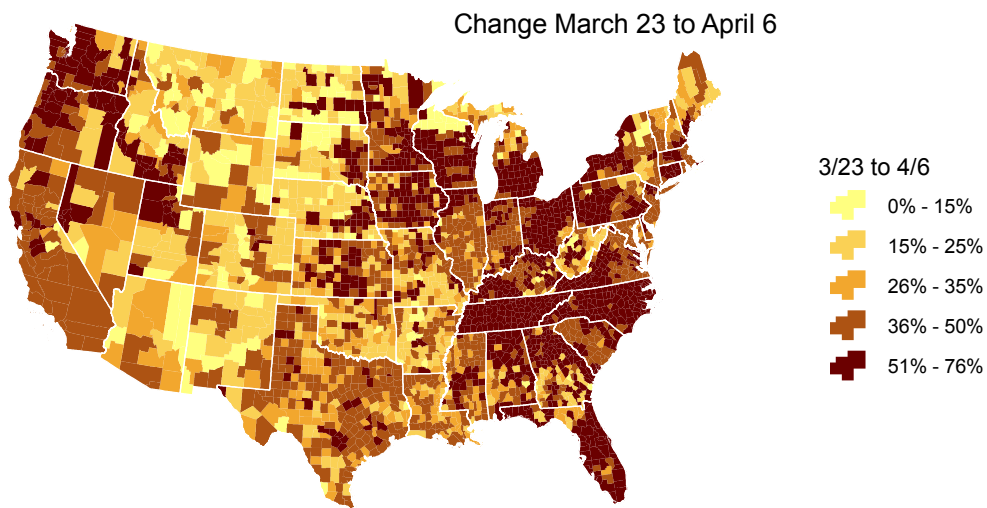 Change March 23 to April 6
3/23 to 4/6
0% - 15%
15% - 25%
26% - 35%
36% - 50%
51% - 76%